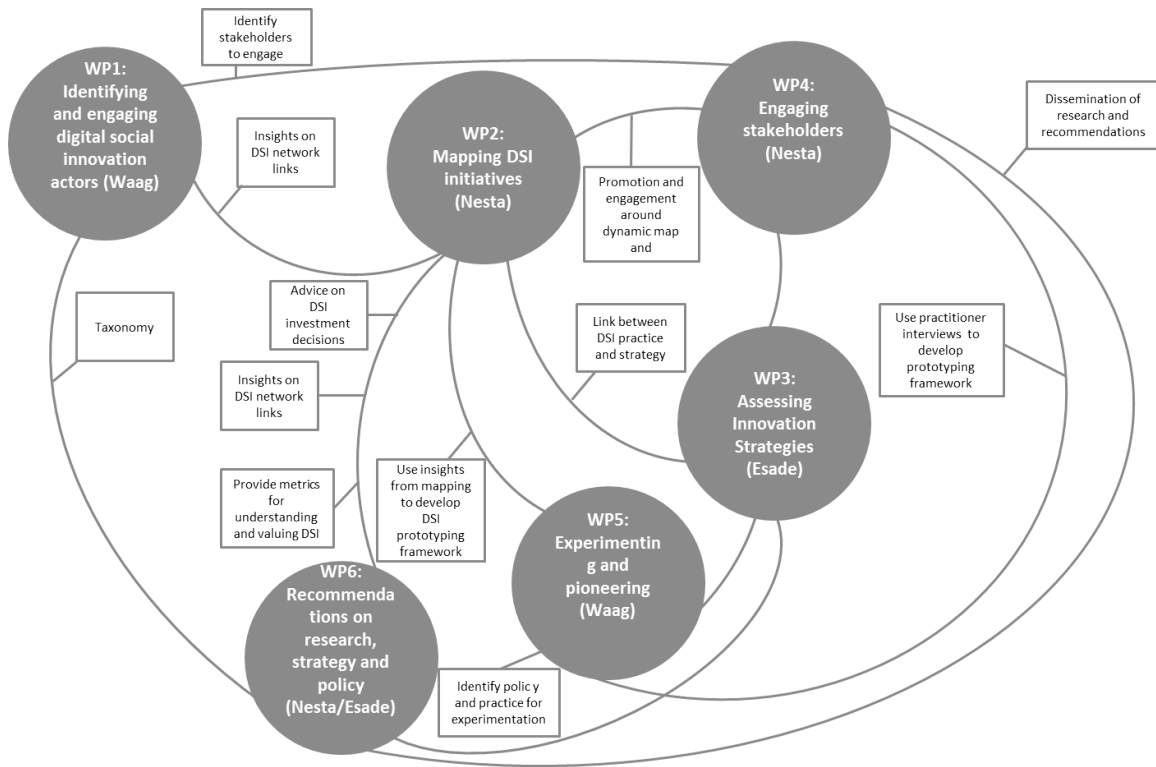 Identify
stakeholders
to engage
WP1:
Identifying
and engaging
digital social
innovation
actors (Waag)
Insights on
DSI network
links
WP2:
Mapping DSI
initiatives
(Nesta)
WP4:
Engaging
stakeholders
(Nesta)
Dissemination of
research and
recommendations
Promotion and
engagement
around
dynamic map
and
Taxonomy
Advice on
DSI
investment
decisions
Link between
DSI practice
and strategy
Use practitioner
interviews to
develop
prototyping
framework
Insights on
DSI network
links
WP3:
Assessing
Innovation
Strategies
(Esade)
Provide metrics
for
understanding
and valuing DSI
Use insights
from mapping
to develop
DSI
prototyping
framework
WP5:
Experimentin
g and
pioneering
(Waag)
WP6:
Recommenda
tions on
research,
strategy and
policy
(Nesta/Esade)
Identify policy
and practice for
experimentation